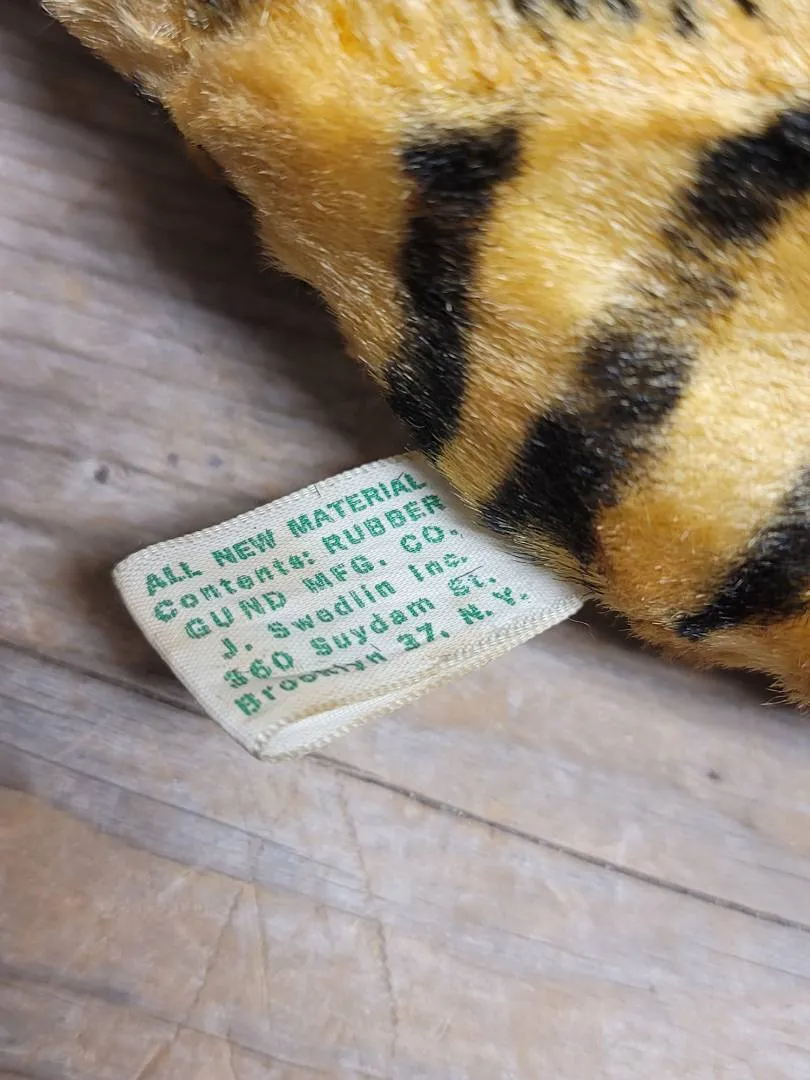 ALL NEW MATERIAL
Contents: RUBBER
GUND MFG. CO.
J. Swedlin Inc.
360 Suydam St.
Brooklyn 37, N.Y.